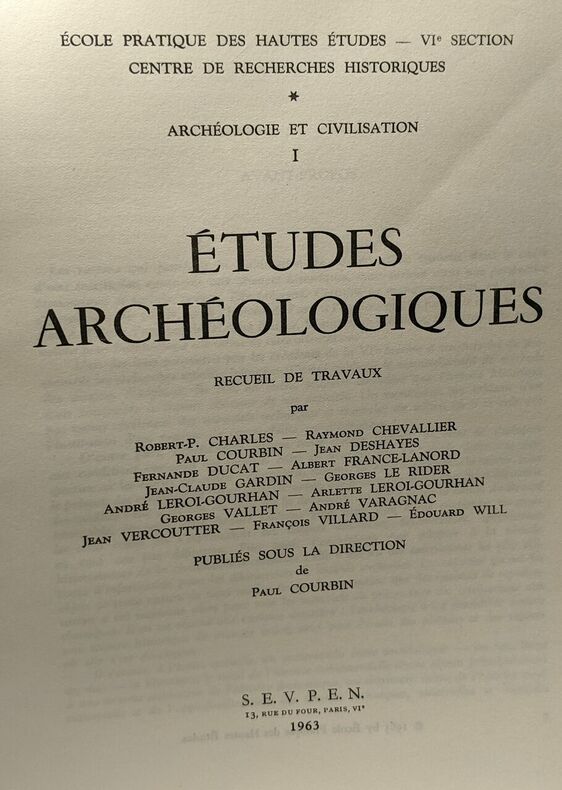 ÉCOLE PRATIQUE DES HAUTES ÉTUDES — VIe SECTION
CENTRE DE RECHERCHES HISTORIQUES
*
ARCHÉOLOGIE ET CIVILISATION
I
ÉTUDES
ARCHÉOLOGIQUES
RECUEIL DE TRAVAUX
par
Robert-P. CHARLES — Raymond CHEVALLIER
Paul COURBIN — Jean DESHAYES
Fernande DUCAT — Albert FRANCE-LANORD
Jean-Claude GARDIN — Georges LE RIDER
André LEROI-GOURHAN — Arlette LEROI-GOURHAN
Georges VALLET — André VARAGNAC
Jean VERCOUTTER — François VILLARD — Édouard WILL
PUBLIÉS SOUS LA DIRECTION
de
Paul COURBIN
S. E. V. P. E. N.
13, RUE DU FOUR, PARIS, VIe
1963